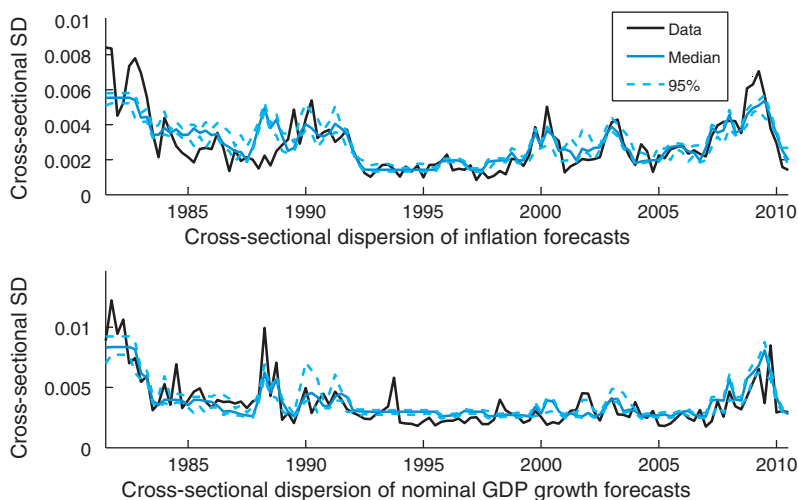 Cross-sectional SD
0.01
0.008
0.006
0.004
0.002
0
Data
Median
95%
1985 1990 1995 2000 2005 2010
Cross-sectional dispersion of inflation forecasts
Cross-sectional SD
0.01
0.005
0
1985 1990 1995 2000 2005 2010
Cross-sectional dispersion of nominal GDP growth forecasts